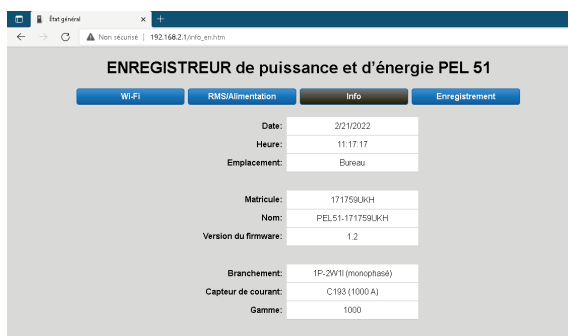 État général
Non sécurisé | 192.168.2.1/info_en.htm
ENREGISTREUR de puissance et d'énergie PEL 51
Wi-Fi RMS/Alimentation Info Enregistrement
Date: 2/21/2022
Heure: 11:17:17
Emplacement: Bureau
Matricule: 171759UKH
Nom: PEL51-171759UKH
Version du firmware: 1.2
Branchement: 1P-2W1I (monophasé)
Capteur de courant: C193 (1000 A)
Gamme: 1000